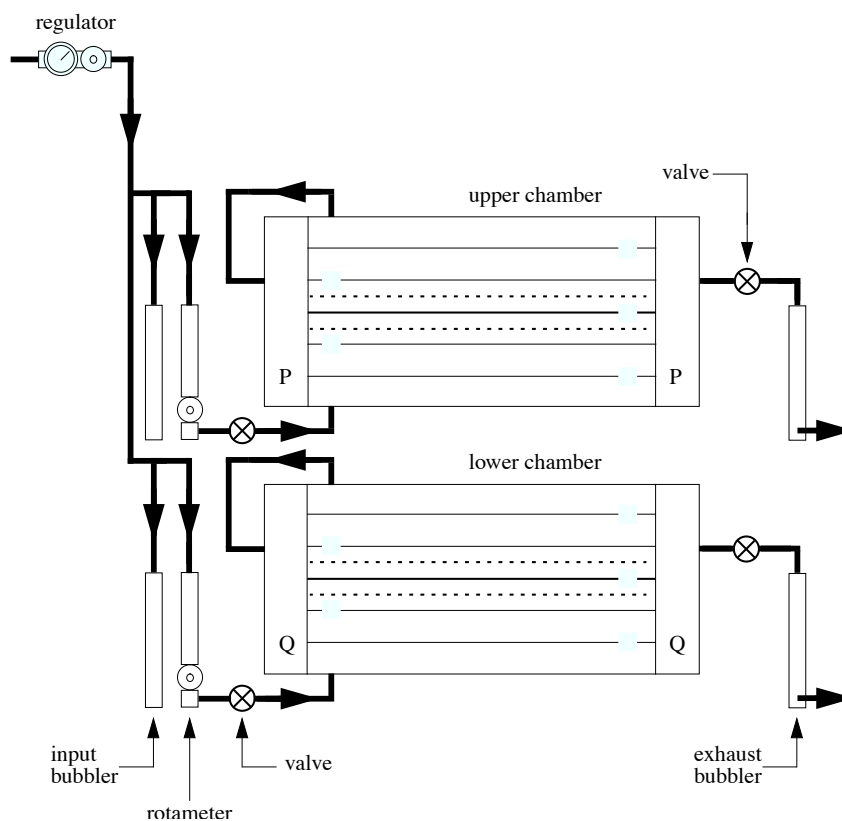 regulator
valve
upper chamber
P
P
lower chamber
Q
Q
input
bubbler
valve
exhaust
bubbler
rotameter